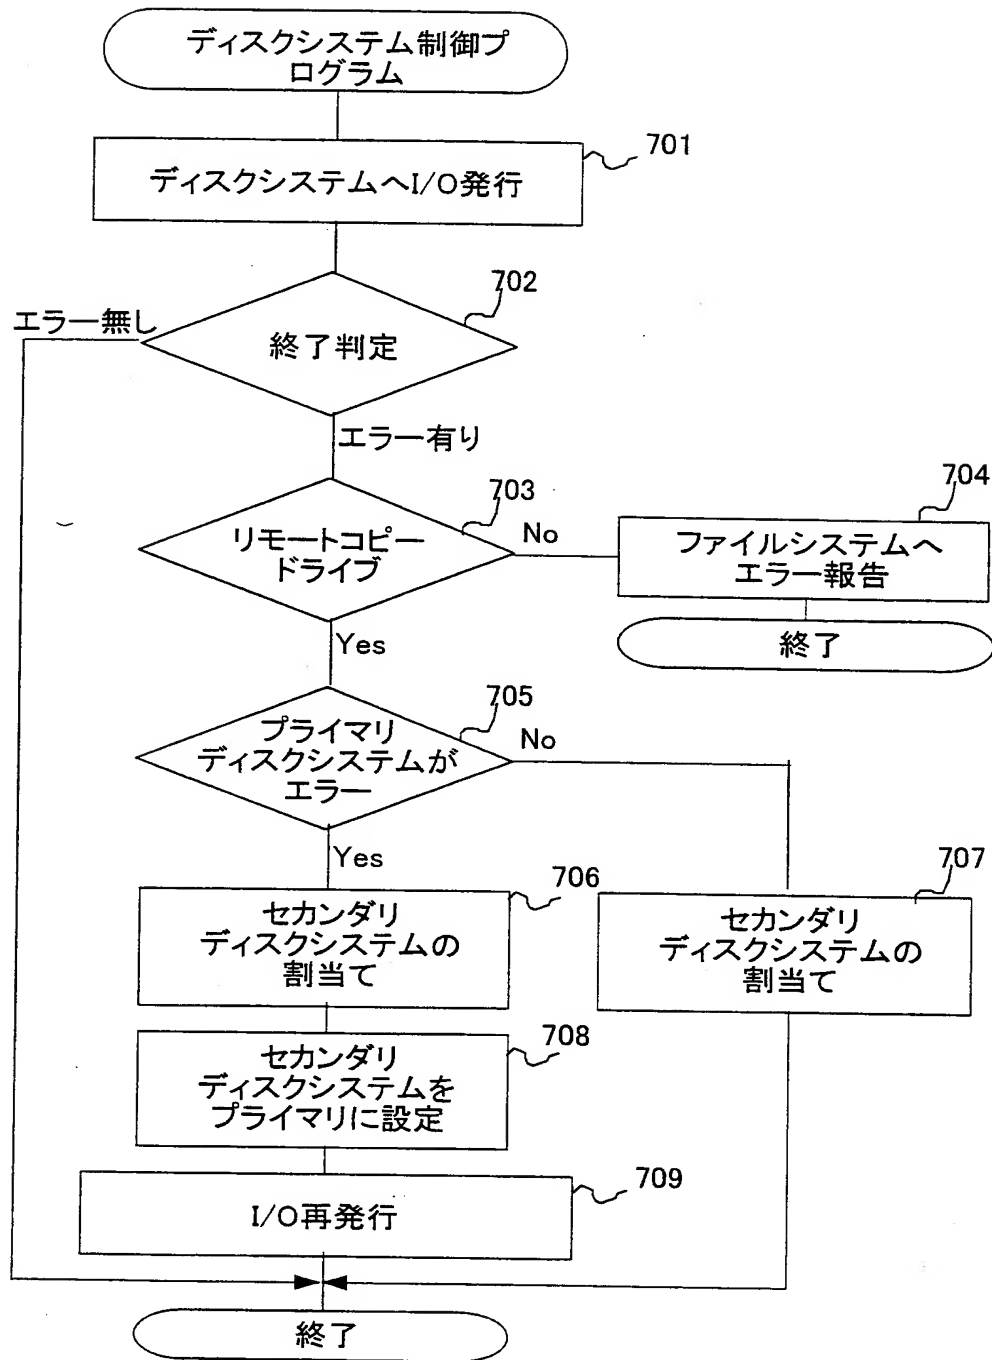 ディスクシステム制御プ
ログラム
701
ディスクシステムへI/O発行
702
エラー無し
終了判定
エラー有り
703
リモートコピー
ドライブ
No
704
ファイルシステムへ
エラー報告
終了
Yes
705
プライマリ
ディスクシステムが
エラー
No
Yes
706
セカンダリ
ディスクシステムの
割当て
707
セカンダリ
ディスクシステムの
割当て
708
セカンダリ
ディスクシステムを
プライマリに設定
709
I/O再発行
終了